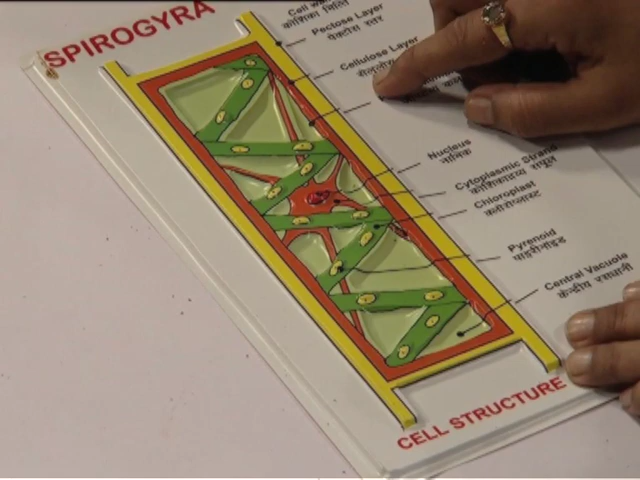 SPIROGYRA
Cell wall
कोशिका भित्ति
Pectose Layer
पेक्टोस स्तर
Cellulose Layer
Nucleus
नाभिक
Cytoplasmic Strand
Chloroplast
क्लोरोप्लास्ट
Pyrenoid
पाइरीनॉइड
Central Vacuole
केन्द्रीय रसधानी
CELL STRUCTURE